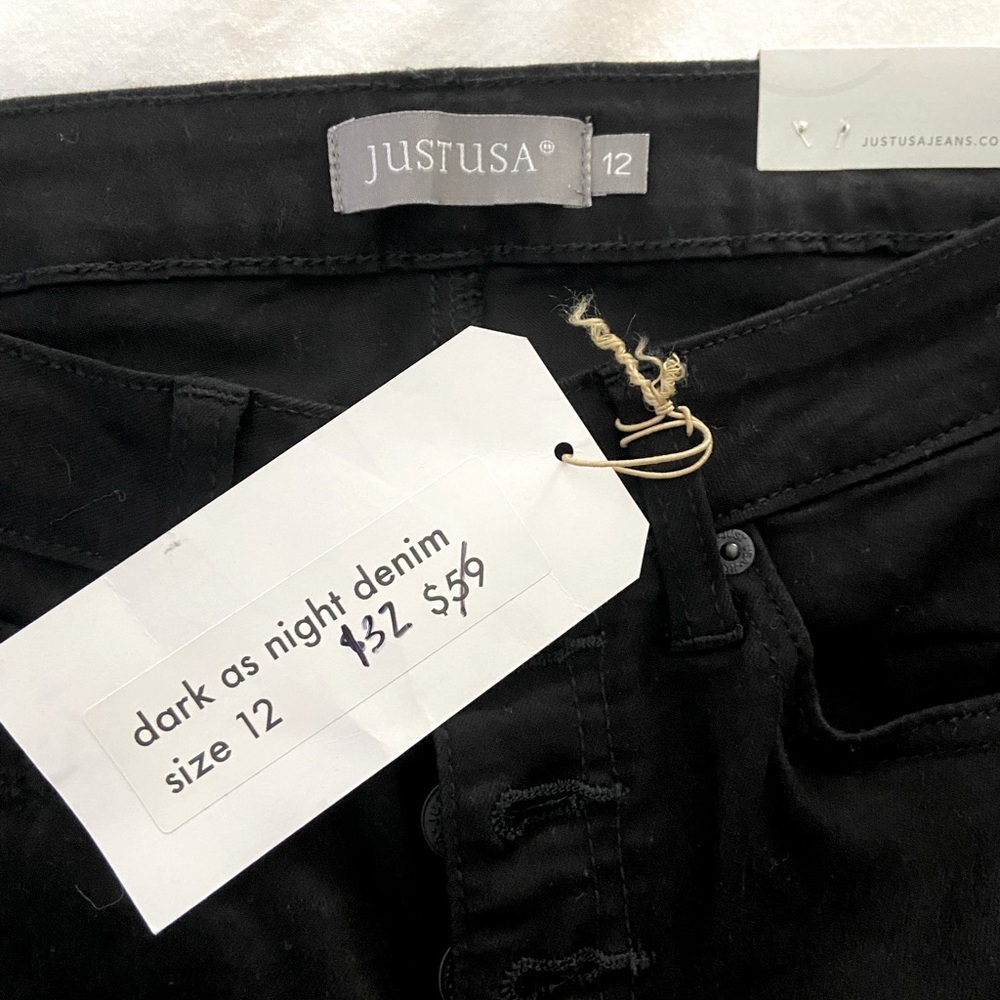 JUSTUSA®
12
JUSTUSAJEANS.CO
dark as night denim
$32 $59
size 12